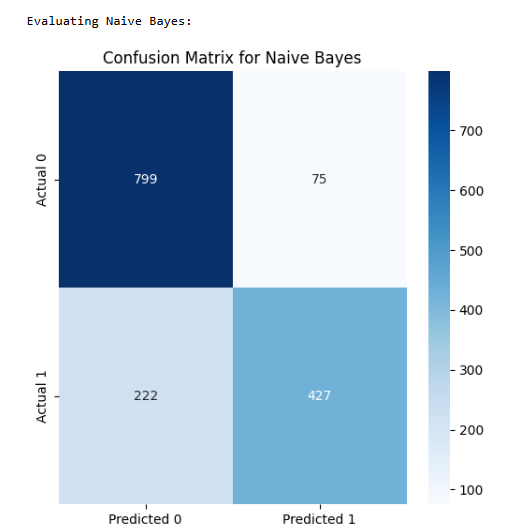 Evaluating Naive Bayes:
Confusion Matrix for Naive Bayes
Actual 0
799
75
Actual 1
222
427
Predicted 0
Predicted 1
700
600
500
400
300
200
100